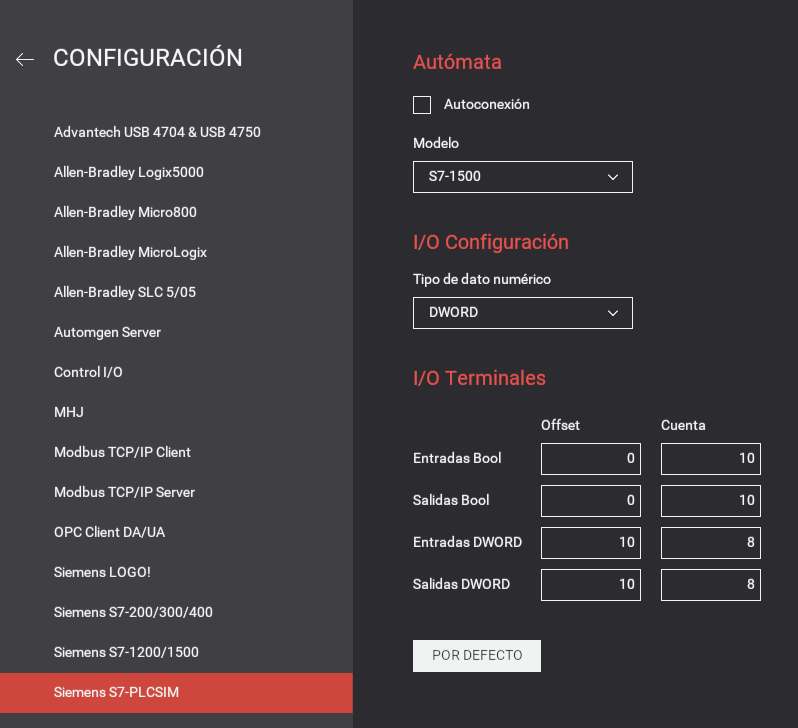 CONFIGURACIÓN
Advantech USB 4704 & USB 4750
Allen-Bradley Logix5000
Allen-Bradley Micro800
Allen-Bradley MicroLogix
Allen-Bradley SLC 5/05
Automgen Server
Control I/O
MHJ
Modbus TCP/IP Client
Modbus TCP/IP Server
OPC Client DA/UA
Siemens LOGO!
Siemens S7-200/300/400
Siemens S7-1200/1500
Siemens S7-PLCSIM
Autómata
Autoconexión
Modelo
S7-1500
I/O Configuración
Tipo de dato numérico
DWORD
I/O Terminales
Offset Cuenta
Entradas Bool 0 10
Salidas Bool 0 10
Entradas DWORD 10 8
Salidas DWORD 10 8
POR DEFECTO